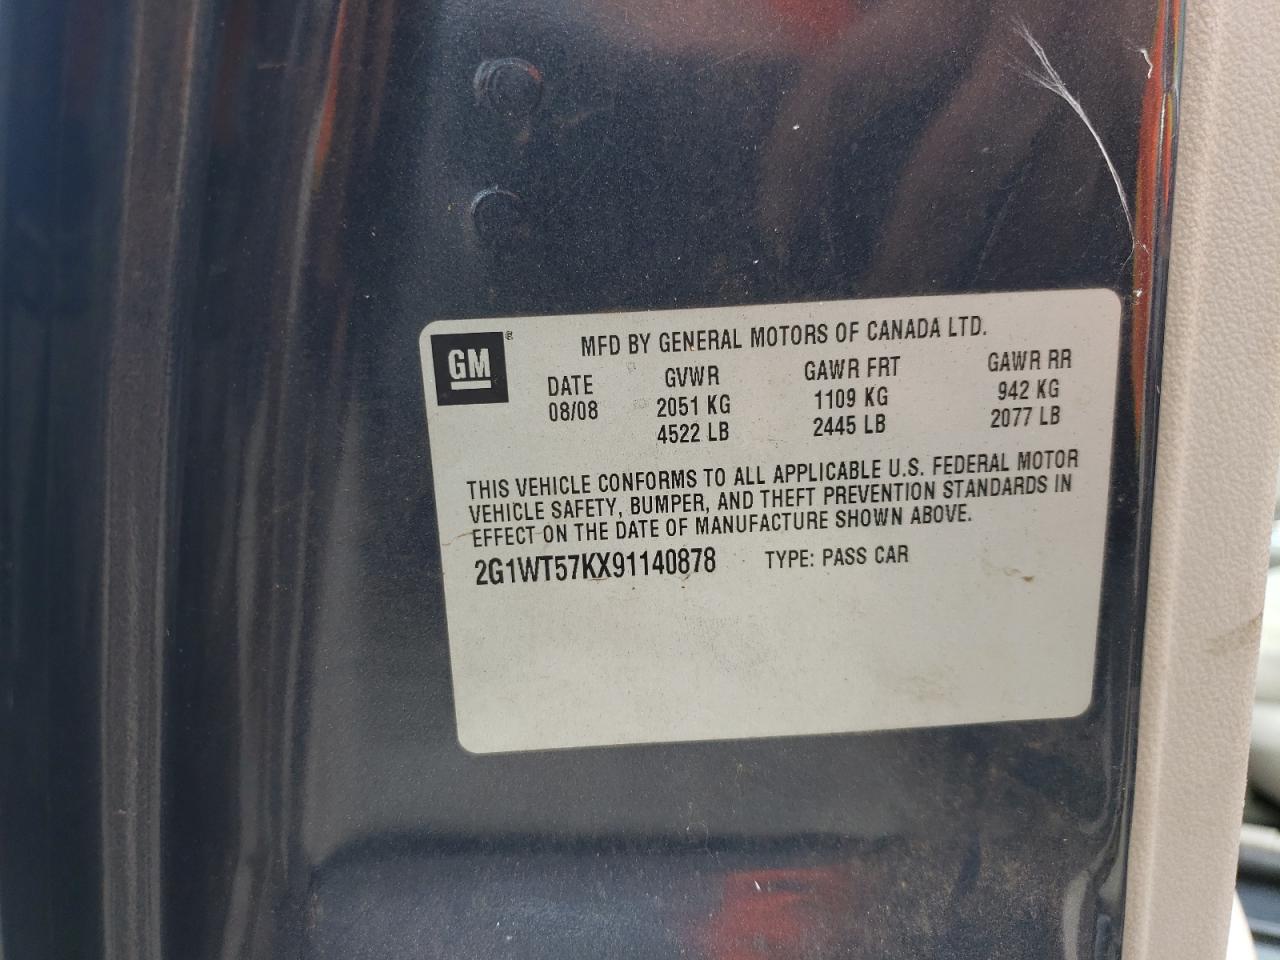 GM ®
MFD BY GENERAL MOTORS OF CANADA LTD.
DATE GVWR GAWR FRT GAWR RR
08/08 2051 KG 1109 KG 942 KG
4522 LB 2445 LB 2077 LB
THIS VEHICLE CONFORMS TO ALL APPLICABLE U.S. FEDERAL MOTOR
VEHICLE SAFETY, BUMPER, AND THEFT PREVENTION STANDARDS IN
EFFECT ON THE DATE OF MANUFACTURE SHOWN ABOVE.
2G1WT57KX91140878 TYPE: PASS CAR